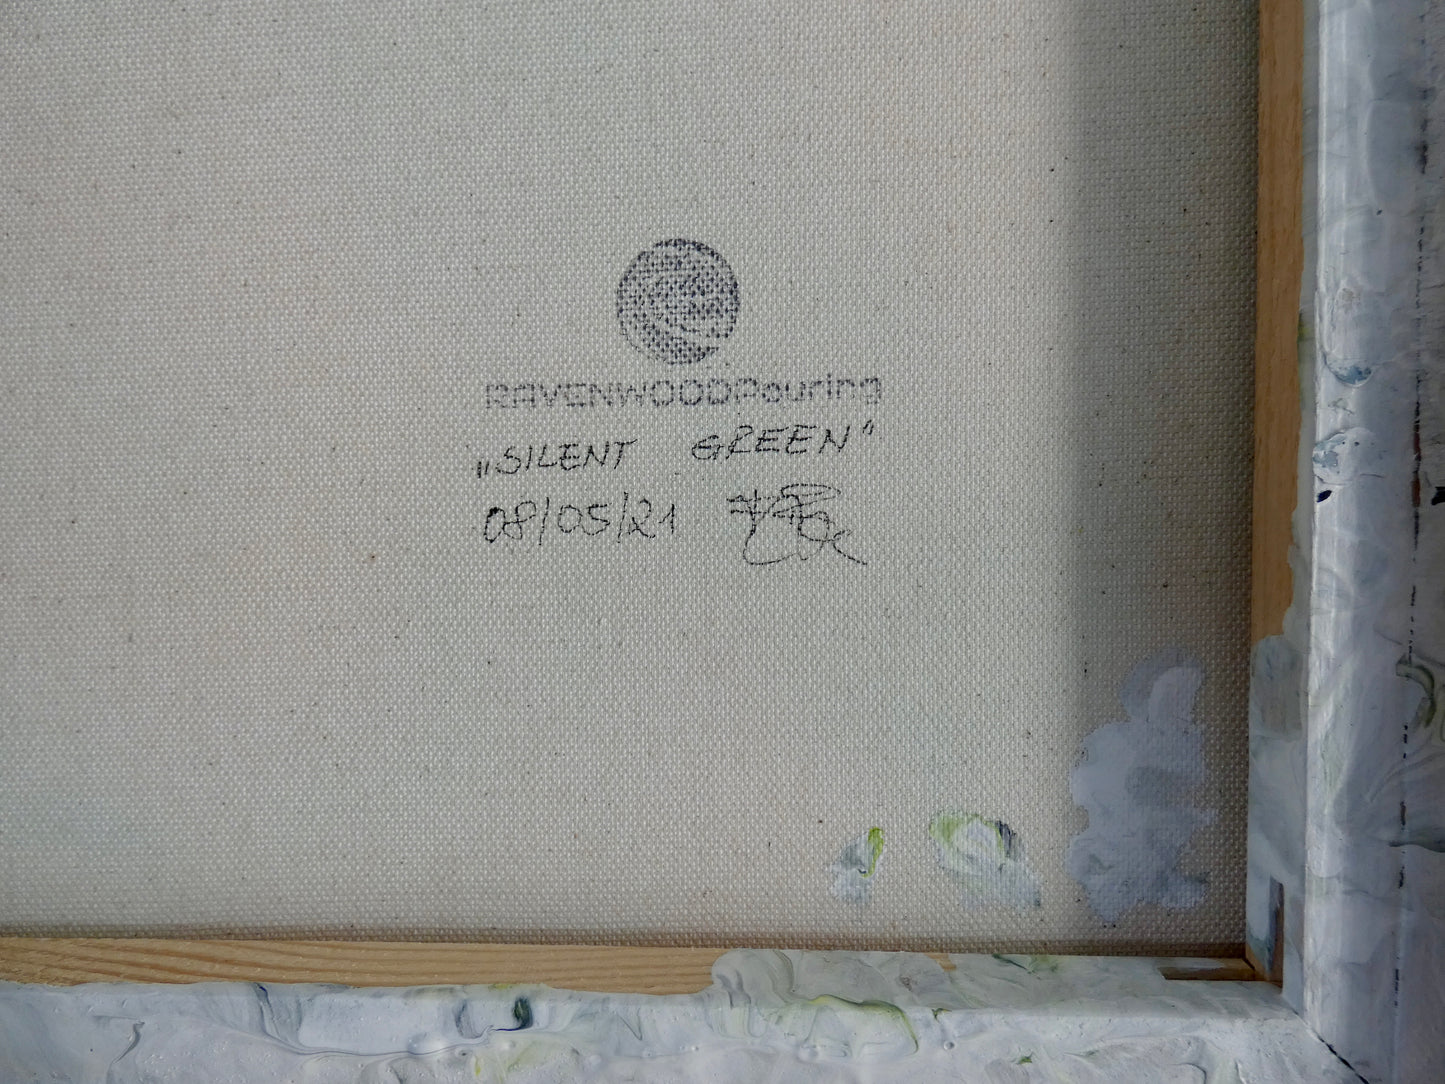 RAVENWOODPouring
„SILENT GREEN"
08/05/21